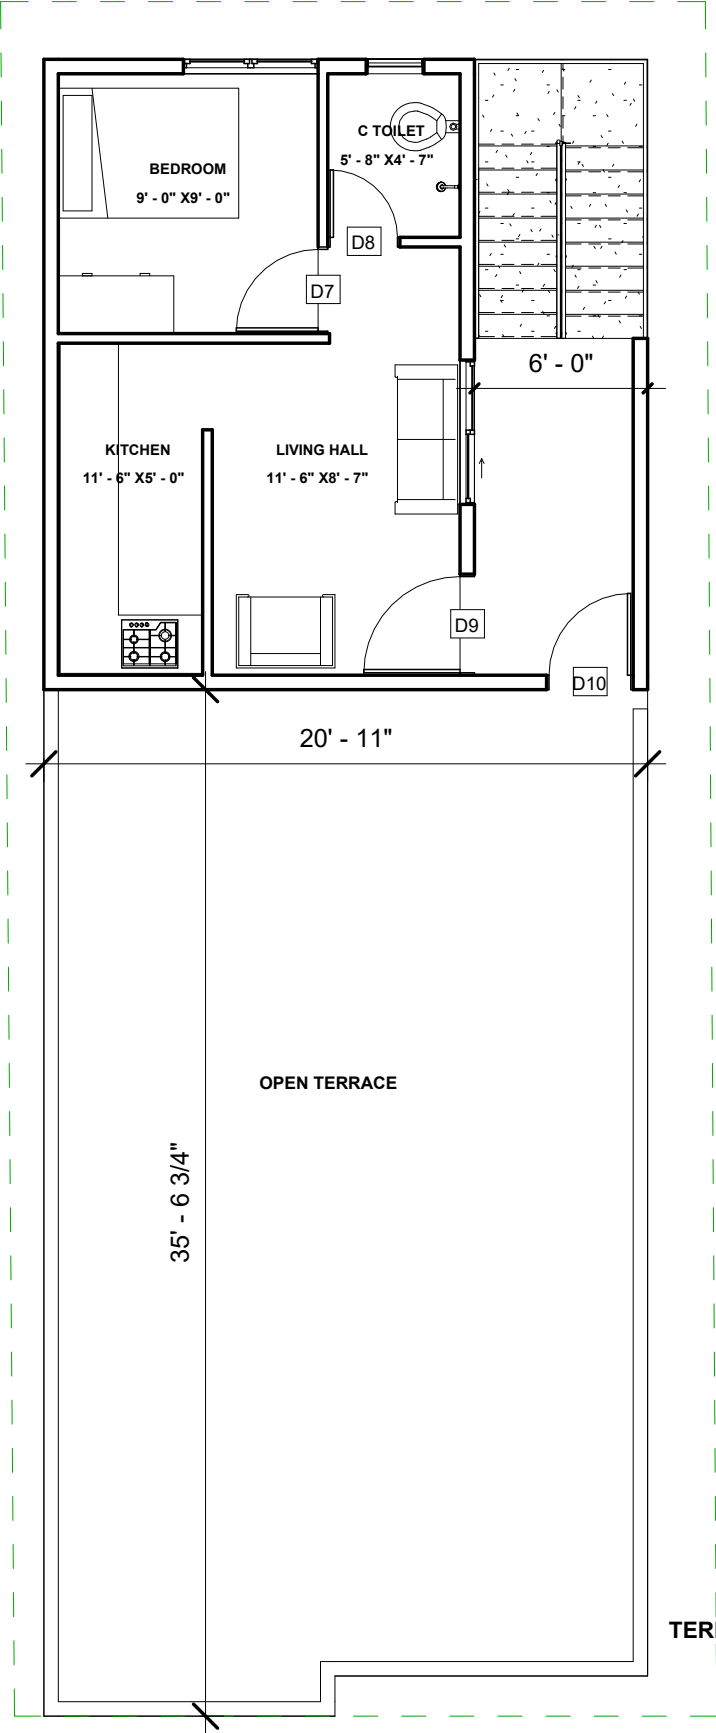 C TOILET
5' - 8" X4' - 7"
BEDROOM
9' - 0" X9' - 0"
D8
D7
6' - 0"
KITCHEN
11' - 6" X5' - 0"
LIVING HALL
11' - 6" X8' - 7"
D9
D10
20' - 11"
OPEN TERRACE
35' - 6 3/4"